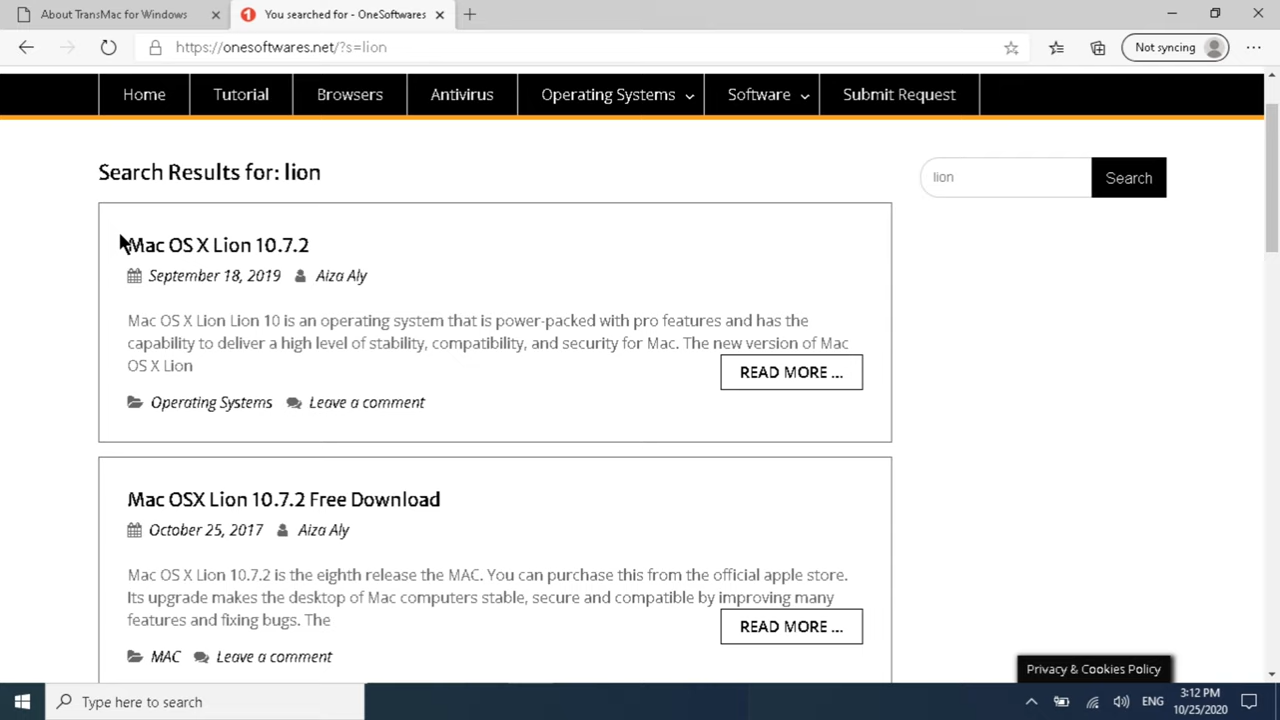 About TransMac for Windows
You searched for - OneSoftwares
https://onesoftwares.net/?s=lion
Not syncing
Home
Tutorial
Browsers
Antivirus
Operating Systems
Software
Submit Request
Search Results for: lion
lion
Search
Mac OS X Lion 10.7.2
September 18, 2019 Aiza Aly
Mac OS X Lion Lion 10 is an operating system that is power-packed with pro features and has the
capability to deliver a high level of stability, compatibility, and security for Mac. The new version of Mac
OS X Lion
READ MORE ...
Operating Systems Leave a comment
Mac OSX Lion 10.7.2 Free Download
October 25, 2017 Aiza Aly
Mac OS X Lion 10.7.2 is the eighth release the MAC. You can purchase this from the official apple store.
Its upgrade makes the desktop of Mac computers stable, secure and compatible by improving many
features and fixing bugs. The
READ MORE ...
MAC Leave a comment
Privacy & Cookies Policy
Type here to search
ENG
3:12 PM
10/25/2020